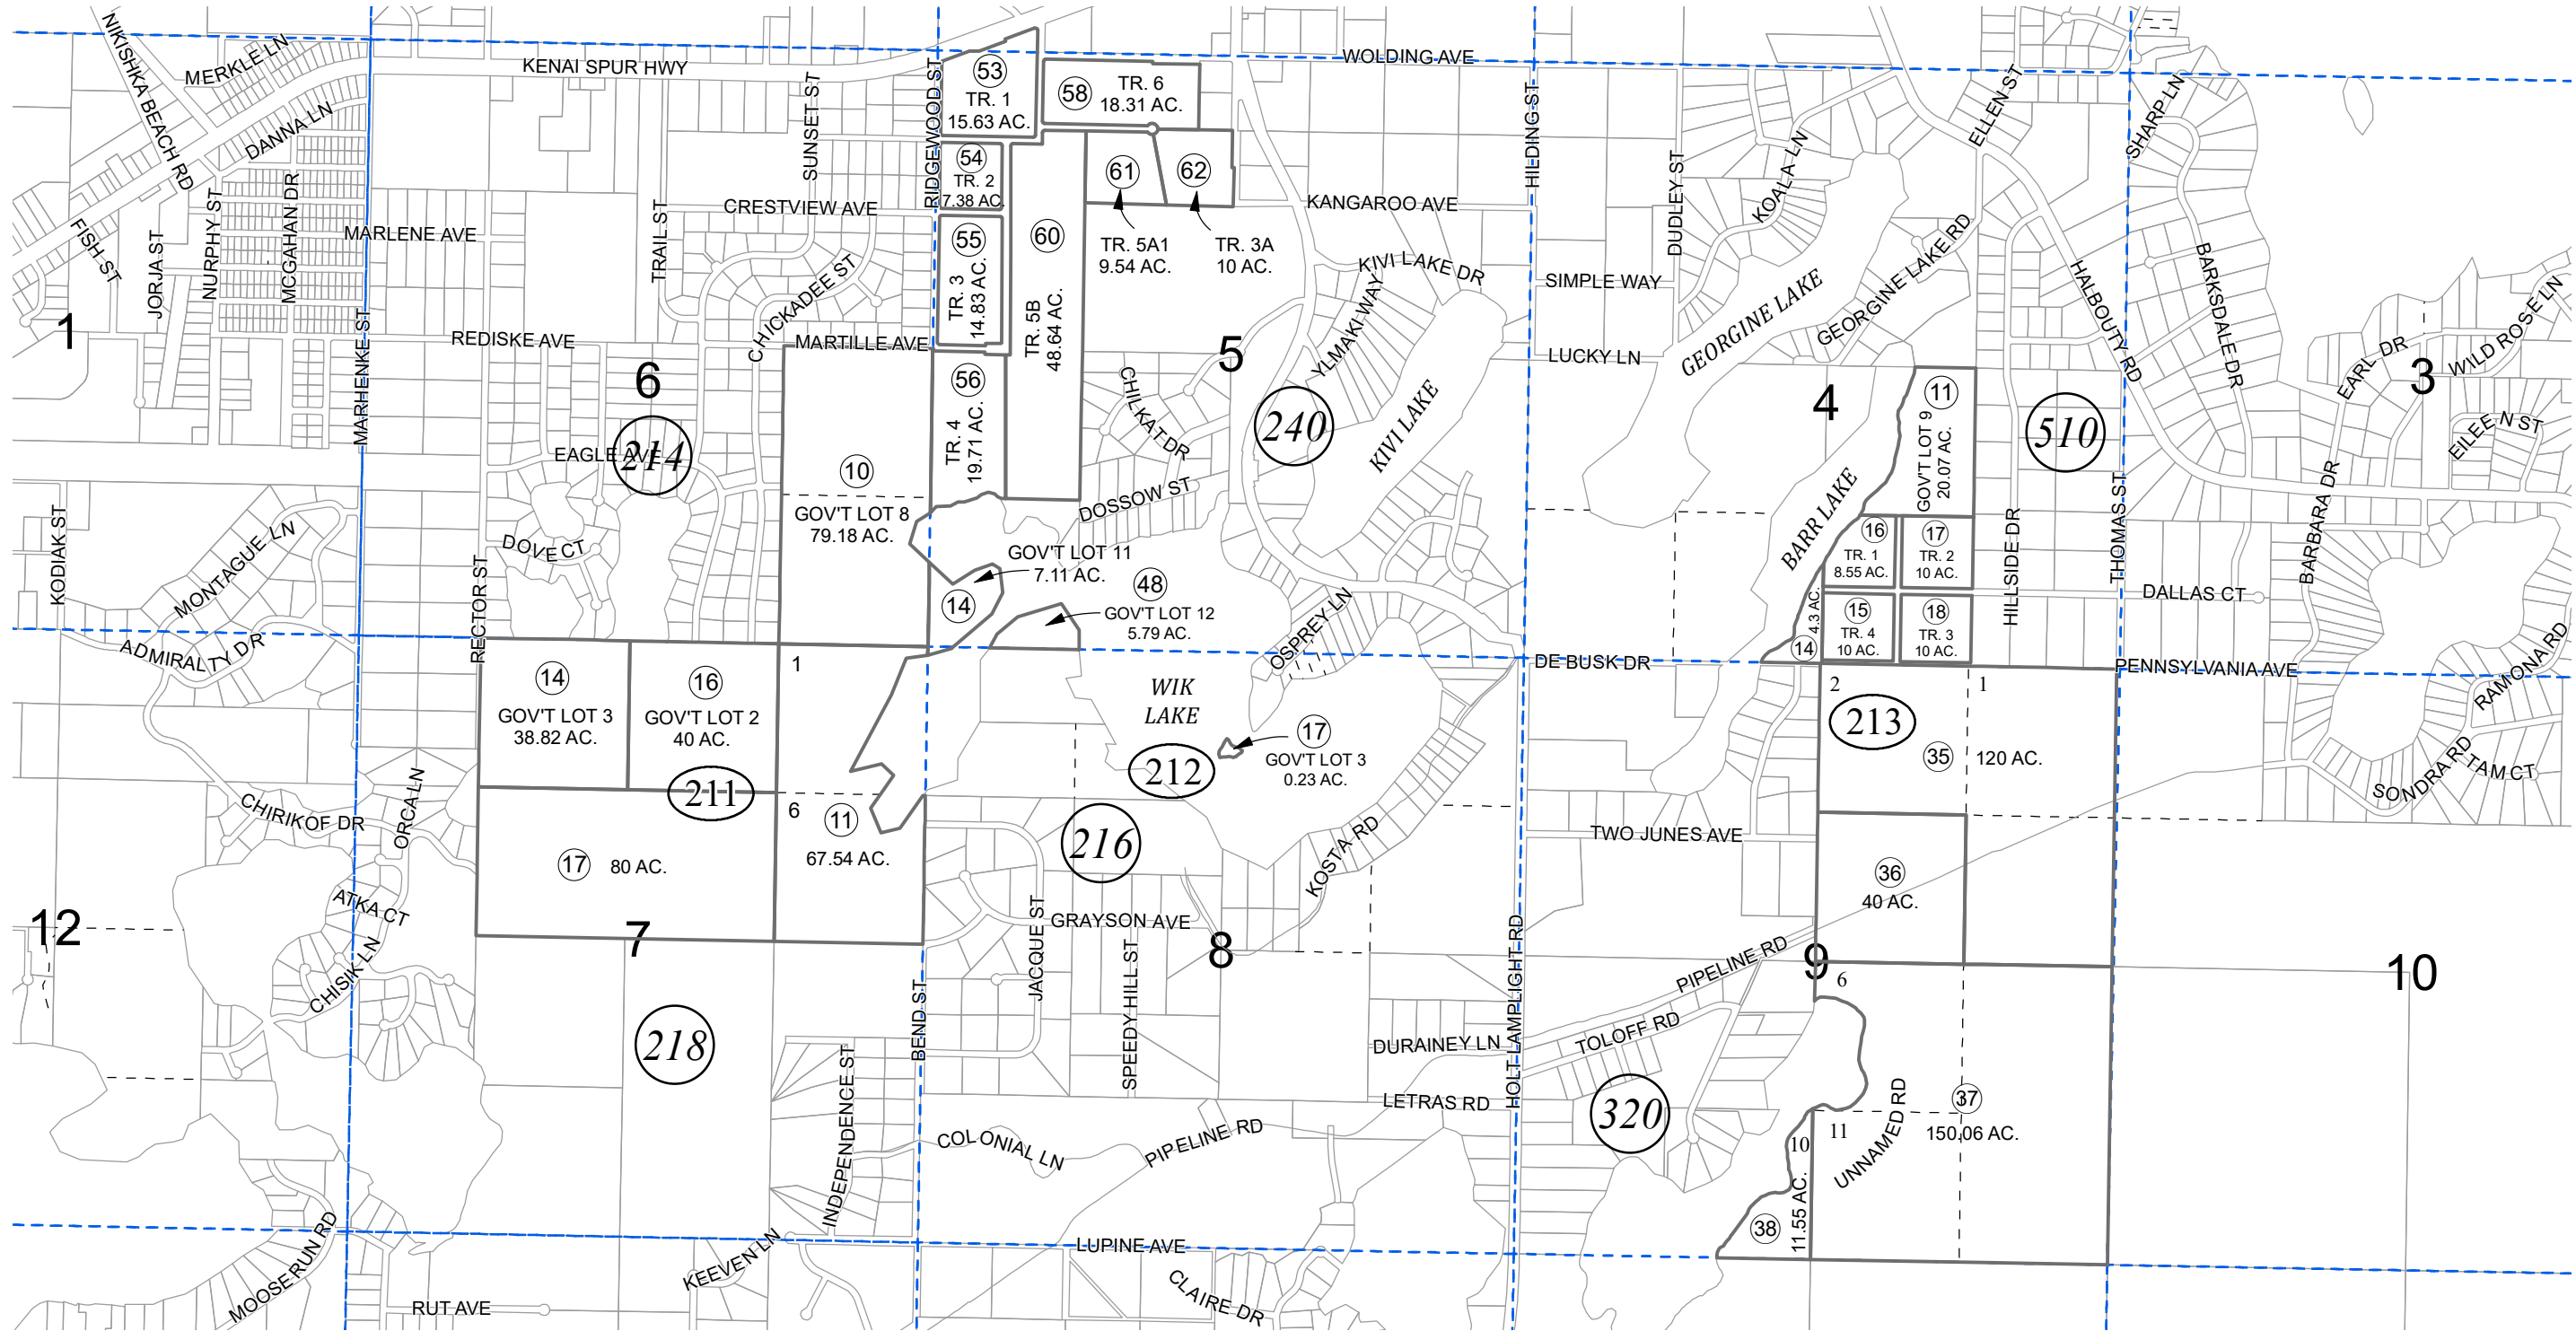 NIKISHKA BEACH RD
MERKLE LN
DANNA LN
FISH ST
JORJA ST
NURPHY ST
MCGAHAN DR
MARHENKE ST
1
KENAI SPUR HWY
SUNSET ST
RIDGEWOOD ST
TRAIL ST
CRESTVIEW AVE
MARLENE AVE
CHICKADEE ST
REDISKE AVE
MARTILLE AVE
6
214
EAGLE AVE
DOVE CT
RECTOR ST
10
GOV'T LOT 8
79.18 AC.
53
TR. 1
15.63 AC.
58
TR. 6
18.31 AC.
54
TR. 2
7.38 AC.
55
TR. 3
14.83 AC.
56
TR. 4
19.71 AC.
60
TR. 5B
48.64 AC.
61
TR. 5A1
9.54 AC.
62
TR. 3A
10 AC.
WOLDING AVE
HILDING ST
KANGAROO AVE
KIVI LAKE DR
YLMAKI WAY
KIVI LAKE
5
240
CHILKAT DR
DOSSOW ST
GOV'T LOT 11
7.11 AC.
14
48
GOV'T LOT 12
5.79 AC.
OSPREY LN
DUDLEY ST
KOALA LN
ELLEN ST
SHARP LN
SIMPLE WAY
LUCKY LN
GEORGINE LAKE
GEORGINE LAKE RD
HALBOUTY RD
BARKSDALE DR
4
BARR LAKE
11
GOV'T LOT 9
20.07 AC.
510
16
TR. 1
8.55 AC.
17
TR. 2
10 AC.
15
TR. 4
10 AC.
18
TR. 3
10 AC.
14
4.3 AC.
HILLSIDE DR
THOMAS ST
DALLAS CT
BARBARA DR
EARL DR
WILD ROSE LN
3
EILEEN ST
RAMONA RD
PENNSYLVANIA AVE
SONDRA RD
TAM CT
DE BUSK DR
KODIAK ST
MONTAGUE LN
ADMIRALTY DR
CHIRIKOF DR
ORCA LN
ATKA CT
CHISIK LN
12
MOOSE RUN RD
RUT AVE
14
GOV'T LOT 3
38.82 AC.
16
GOV'T LOT 2
40 AC.
211
17
80 AC.
1
6
11
67.54 AC.
7
218
WIK
LAKE
212
17
GOV'T LOT 3
0.23 AC.
216
KOSTA RD
GRAYSON AVE
JACQUE ST
SPEEDY HILL ST
8
BEND ST
INDEPENDENCE ST
COLONIAL LN
PIPELINE RD
KEEVEN LN
LUPINE AVE
CLAIRE DR
HOLT LAMPLIGHT RD
DURAINEY LN
LETRAS RD
TWO JUNES AVE
PIPELINE RD
TOLOFF RD
320
2
1
213
35
120 AC.
36
40 AC.
9
6
37
150.06 AC.
UNNAMED RD
10
11
38
11.55 AC.
10